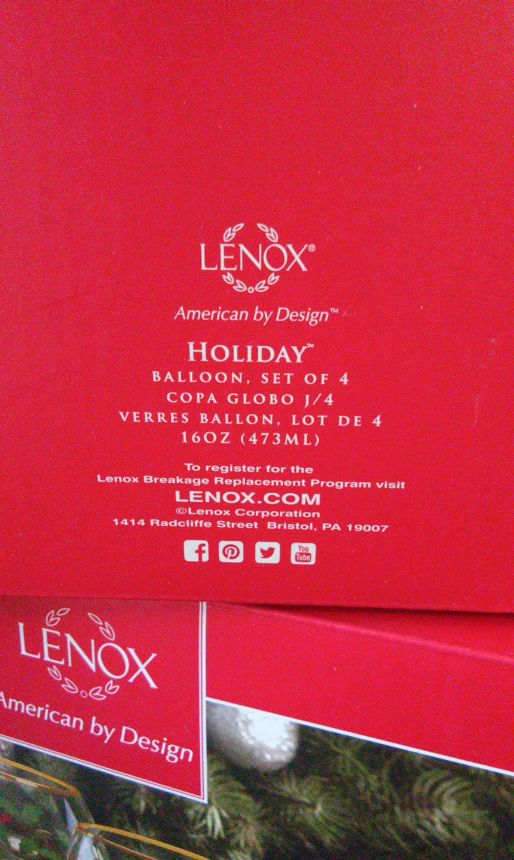 LENOX®
American by Design™
HOLIDAY™
BALLOON, SET OF 4
COPA GLOBO J/4
VERRES BALLON, LOT DE 4
16OZ (473ML)
To register for the
Lenox Breakage Replacement Program visit
LENOX.COM
©Lenox Corporation
1414 Radcliffe Street Bristol, PA 19007
You
Tube
LENOX
American by Design